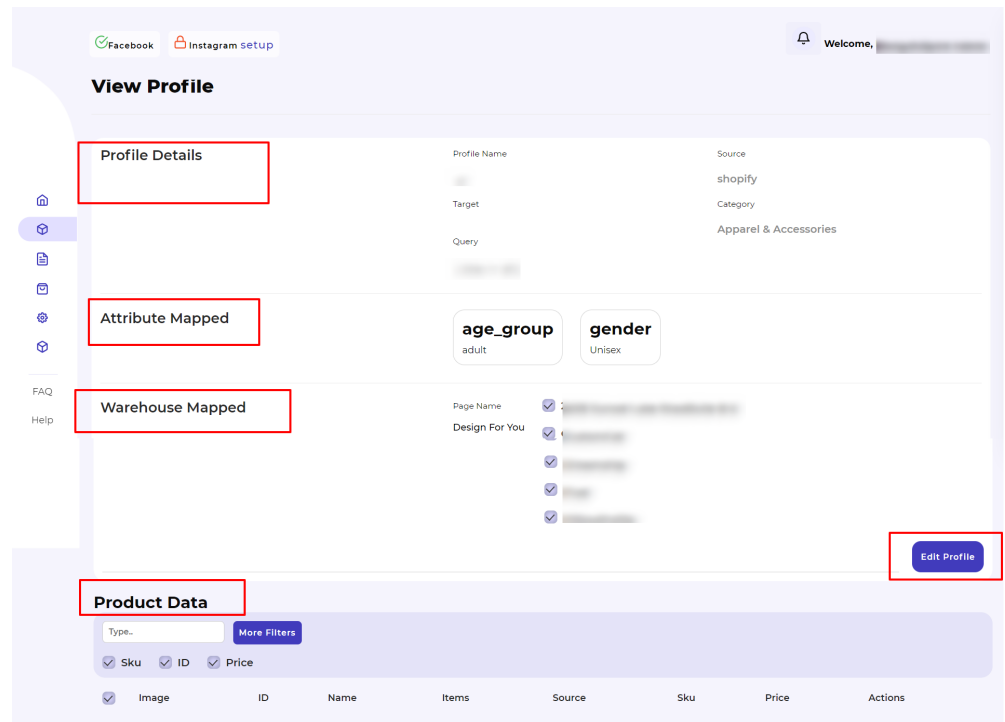 Facebook Instagram setup
Welcome,
View Profile
Profile Details
Profile Name
Source
shopify
Target
Category
Apparel & Accessories
Query
Attribute Mapped
age_group
adult
gender
Unisex
Warehouse Mapped
Page Name
Design For You
FAQ
Help
Edit Profile
Product Data
Type..
More Filters
Sku ID Price
Image ID Name Items Source Sku Price Actions